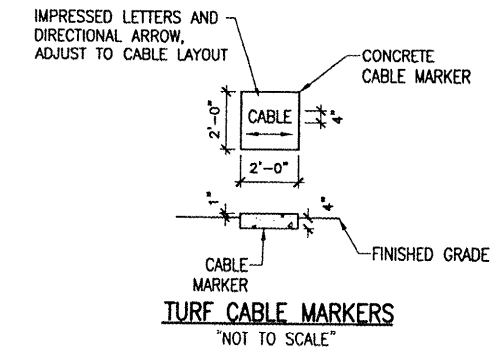 IMPRESSED LETTERS AND
DIRECTIONAL ARROW,
ADJUST TO CABLE LAYOUT
CONCRETE
CABLE MARKER
CABLE
2'-0"
4"
2'-0"
1"
4"
FINISHED GRADE
CABLE
MARKER
TURF CABLE MARKERS
"NOT TO SCALE"